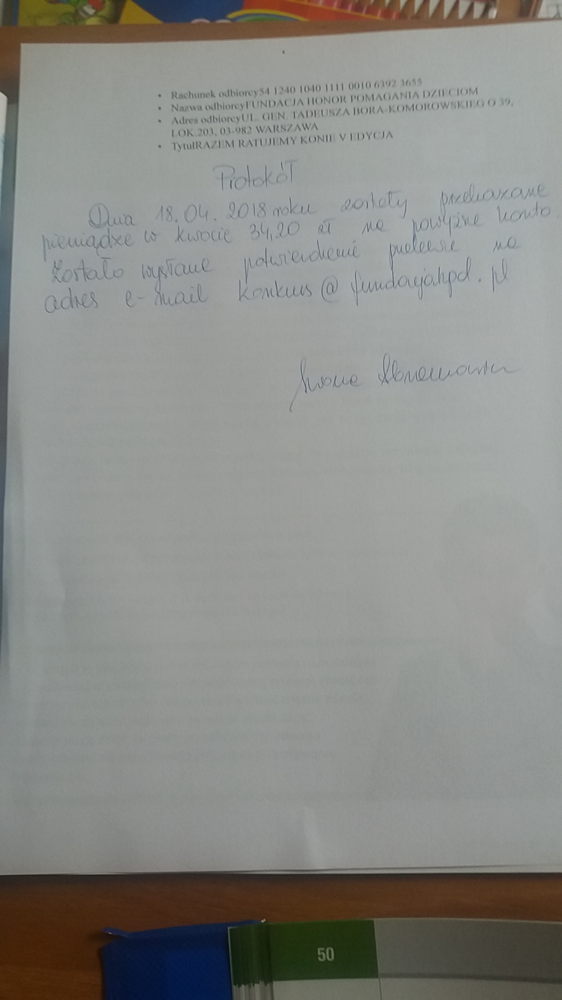 • Rachunek odbiorcy54 1240 1040 1111 0010 6392 3655
• Nazwa odbiorcyFUNDACJA HONOR POMAGANIA DZIECIOM
• Adres odbiorcyUL. GEN. TADEUSZA BORA-KOMOROWSKIEG O 39,
LOK.203, 03-982 WARSZAWA
• TytułRAZEM RATUJEMY KONIE V EDYCJA
Protokół
Dnia 18.04.2018 roku zostały przekazane
pieniądze w kwocie 34,20 zł na powyższe konto.
Zostało wysłane potwierdzenie przelewu na
adres e-mail konkurs@fundacjahpd.pl
Iwona
50